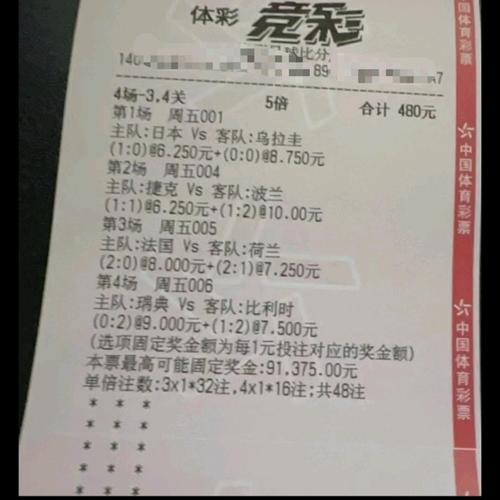 体彩 竞彩
足球比分
140
89
A7
4场-3,4关 5倍 合计 480元
第1场 周五001
主队:日本 Vs 客队:乌拉圭
(1:0)@6.250元+(0:0)@8.750元
第2场 周五004
主队:捷克 Vs 客队:波兰
(1:1)@6.250元+(1:2)@10.00元
第3场 周五005
主队:法国 Vs 客队:荷兰
(2:0)@8.000元+(2:1)@7.250元
第4场 周五006
主队:瑞典 Vs 客队:比利时
(0:2)@9.000元+(1:2)@7.500元
(选项固定奖金额为每1元投注对应的奖金额)
本票最高可能固定奖金:91,375.00元
单倍注数:3x1*32注,4x1*16注;共48注
* * *
* * *
* * *
* * *
* * *
国体育彩票
中国体育彩票
中国体育彩票